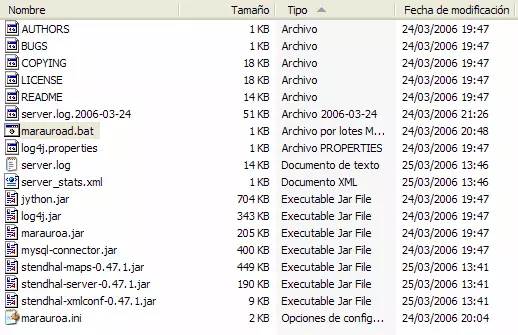 Nombre Tamaño Tipo Fecha de modificación
AUTHORS 1 KB Archivo 24/03/2006 19:47
BUGS 1 KB Archivo 24/03/2006 19:47
COPYING 18 KB Archivo 24/03/2006 19:47
LICENSE 18 KB Archivo 24/03/2006 19:47
README 14 KB Archivo 24/03/2006 19:47
server.log.2006-03-24 51 KB Archivo 2006-03-24 24/03/2006 21:26
marauroad.bat 1 KB Archivo por lotes M... 24/03/2006 20:48
log4j.properties 1 KB Archivo PROPERTIES 24/03/2006 19:47
server.log 14 KB Documento de texto 25/03/2006 13:46
server_stats.xml 1 KB Documento XML 25/03/2006 13:46
jython.jar 704 KB Executable Jar File 24/03/2006 19:47
log4j.jar 343 KB Executable Jar File 24/03/2006 19:47
marauroa.jar 205 KB Executable Jar File 24/03/2006 19:47
mysql-connector.jar 400 KB Executable Jar File 24/03/2006 19:47
stendhal-maps-0.47.1.jar 449 KB Executable Jar File 25/03/2006 13:41
stendhal-server-0.47.1.jar 190 KB Executable Jar File 25/03/2006 13:41
stendhal-xmlconf-0.47.1.jar 9 KB Executable Jar File 25/03/2006 13:41
marauroa.ini 2 KB Opciones de config... 24/03/2006 20:04